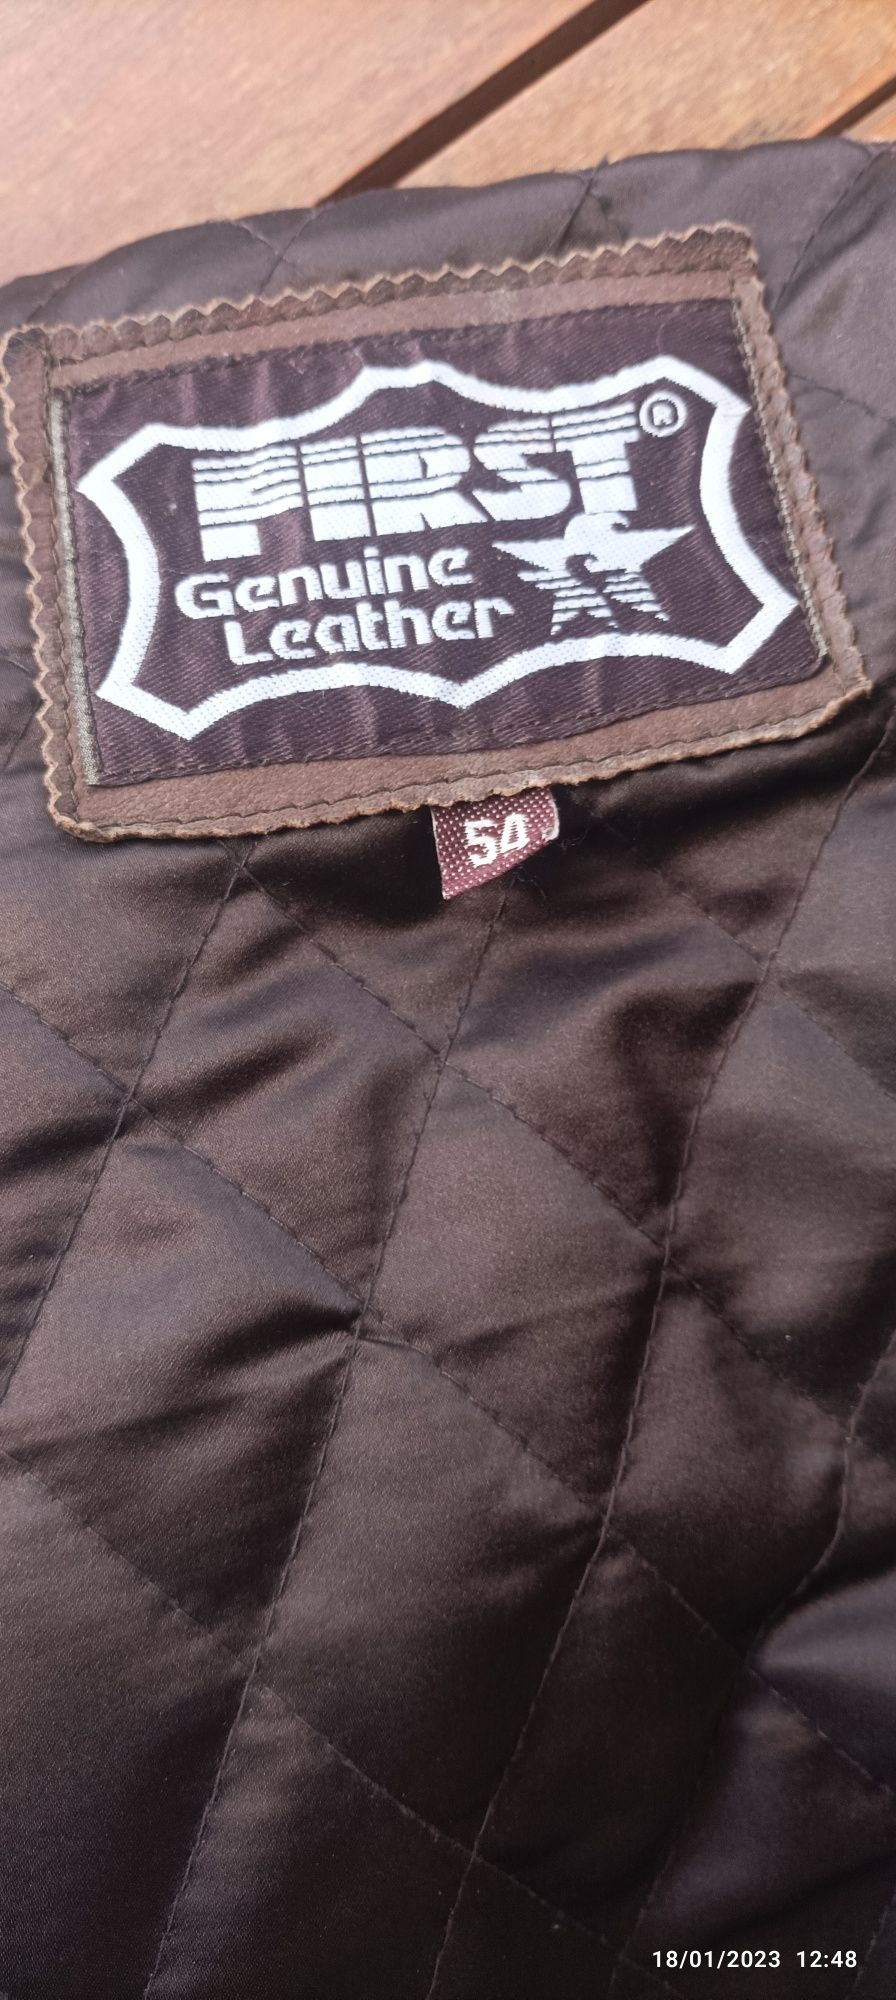 FIRST®
Genuine
Leather
54
18/01/2023 12:48